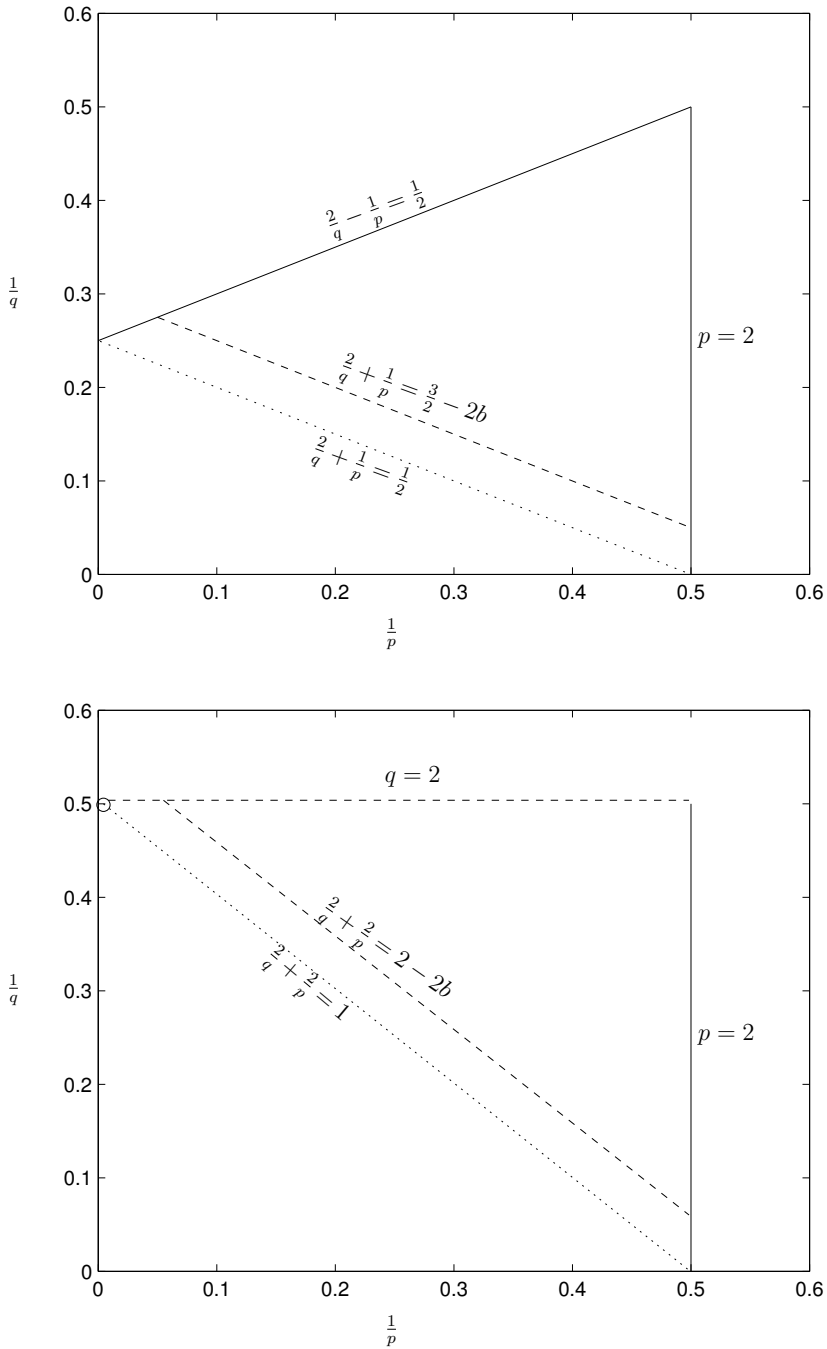 0.6
0.5
0.4
0.3
0.2
0.1
0
0 0.1 0.2 0.3 0.4 0.5 0.6
1/q
1/p
2/q − 1/p = 1/2
p = 2
2/q + 1/p = 3/2 − 2b
2/q + 1/p = 1/2
0.6
0.5
0.4
0.3
0.2
0.1
0
0 0.1 0.2 0.3 0.4 0.5 0.6
1/q
1/p
q = 2
2/q + 2/p = 2 − 2b
2/q + 2/p = 1
p = 2